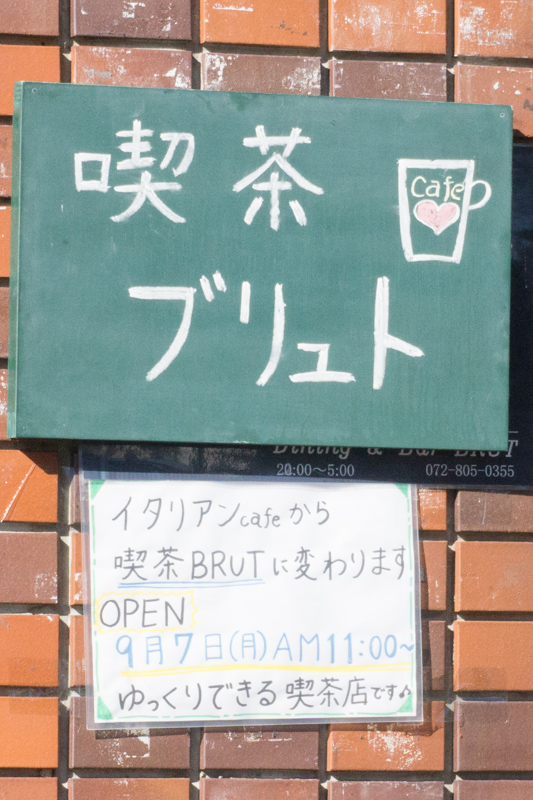 喫茶
cafe
ブリュト
Dining & Bar BRUT
20:00～5:00 072-805-0355
イタリアンcafeから
喫茶BRUTに変わります
OPEN
9月7日(月)AM11:00~
ゆっくりできる喫茶店です♪